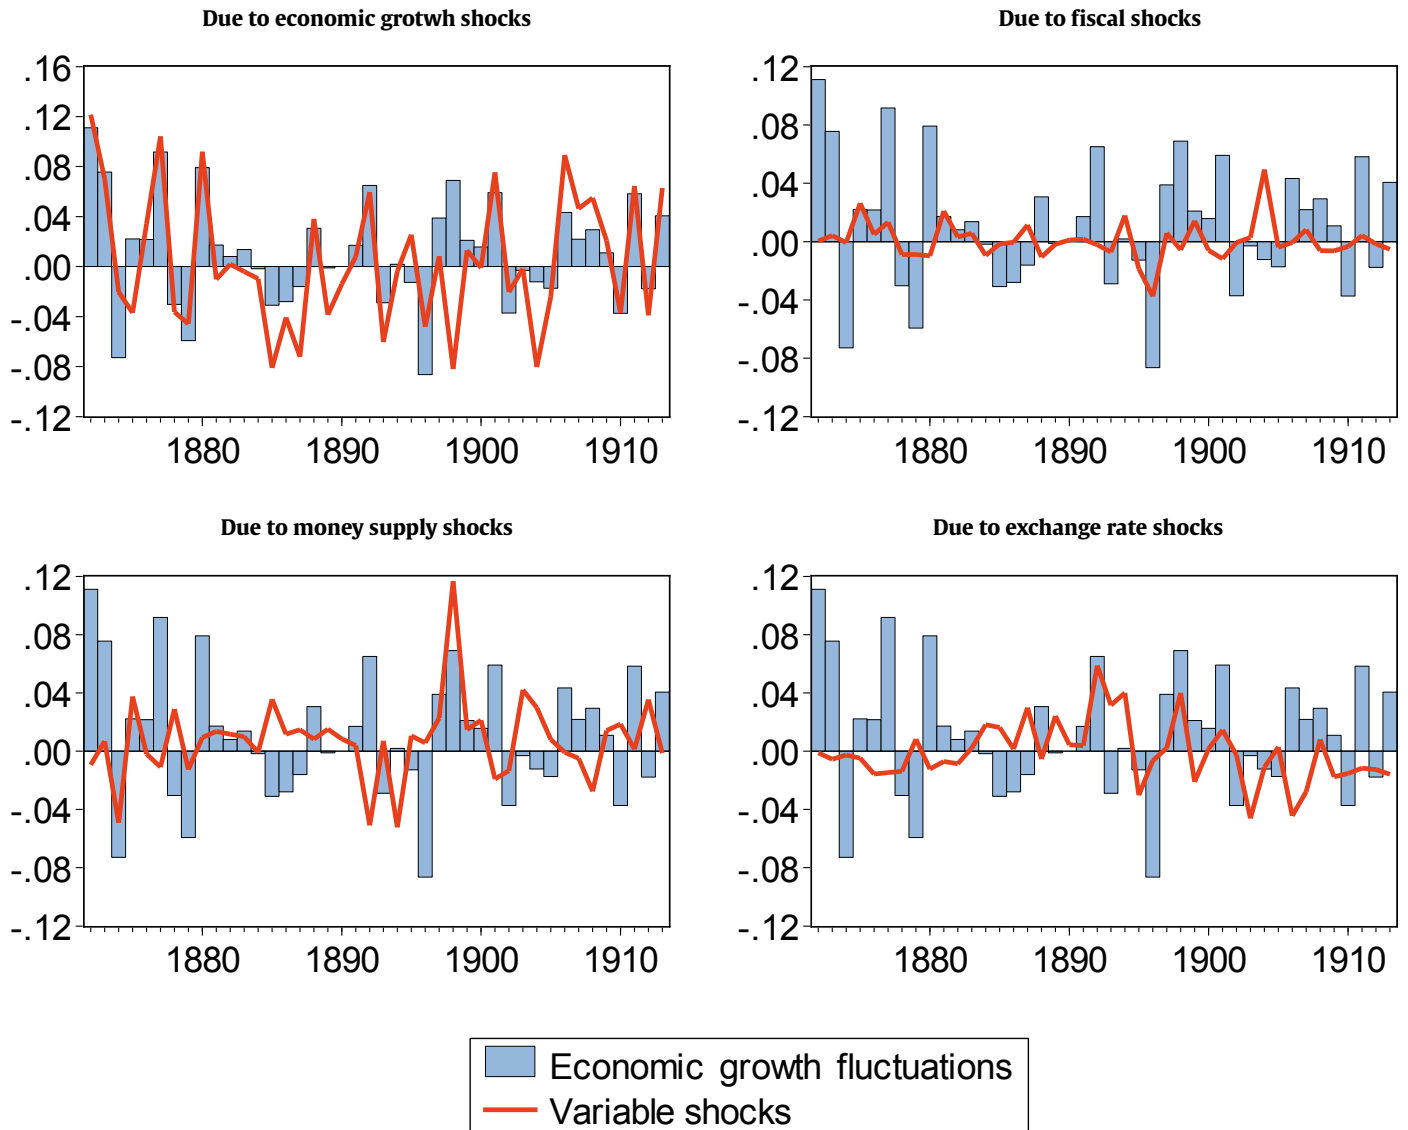 Due to economic grotwh shocks
.16
.12
.08
.04
.00
-.04
-.08
-.12
1880 1890 1900 1910
Due to fiscal shocks
.12
.08
.04
.00
-.04
-.08
-.12
1880 1890 1900 1910
Due to money supply shocks
.12
.08
.04
.00
-.04
-.08
-.12
1880 1890 1900 1910
Due to exchange rate shocks
.12
.08
.04
.00
-.04
-.08
-.12
1880 1890 1900 1910
Economic growth fluctuations
Variable shocks